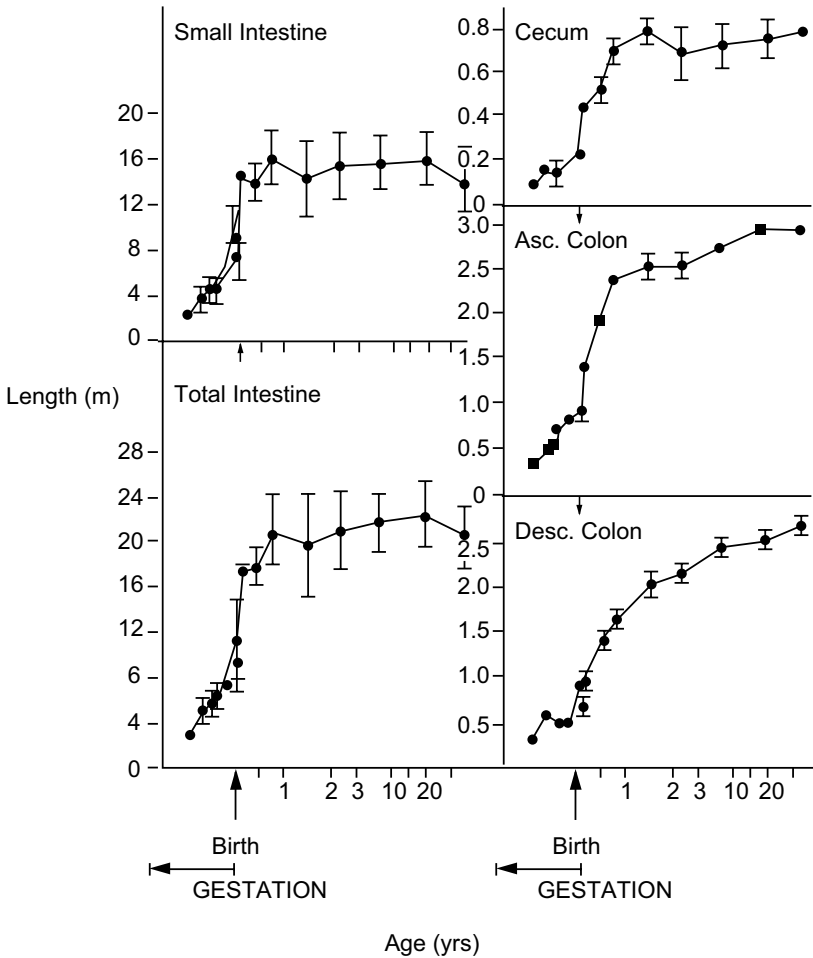 Small Intestine
20
16
12
8
4
0
Length (m)
Total Intestine
28
24
20
16
12
6
4
0
1 2 3 10 20
Birth
GESTATION
Cecum
0.8
0.6
0.4
0.2
0
Asc. Colon
3.0
2.5
2.0
1.5
1.0
0.5
0
Desc. Colon
2.5
2.0
1.5
1.0
0.5
1 2 3 10 20
Birth
GESTATION
Age (yrs)